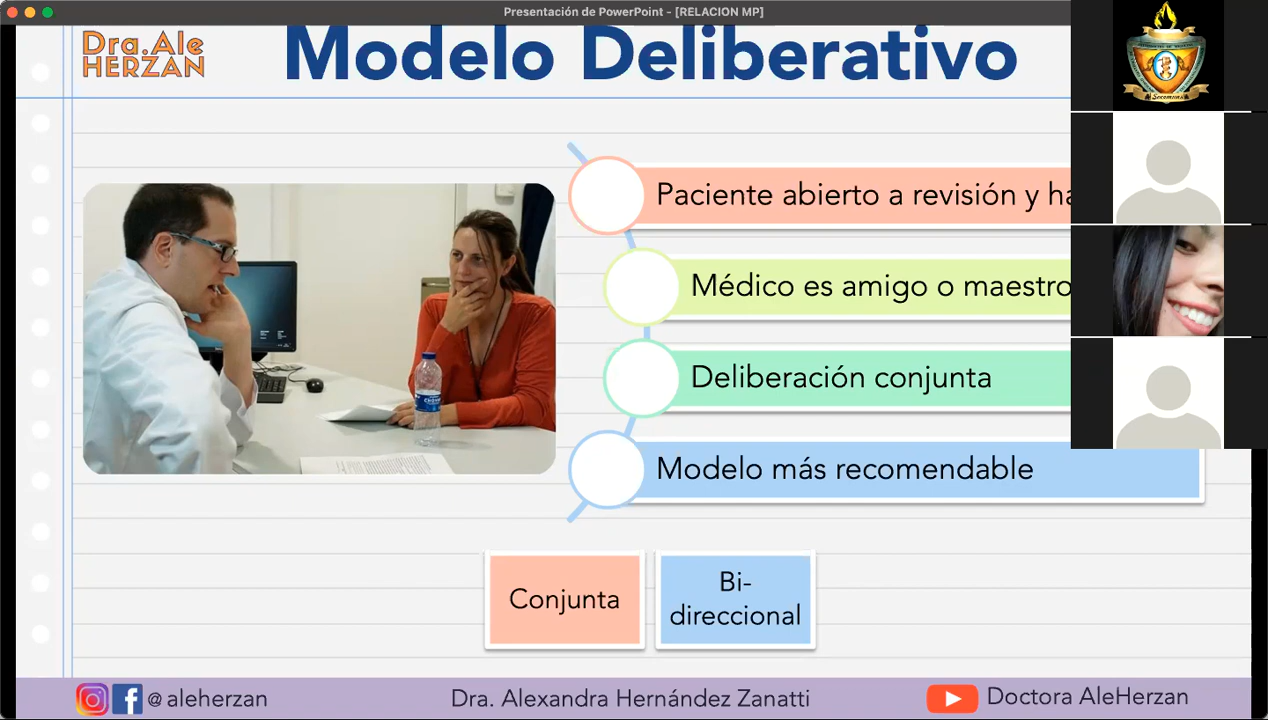 Presentación de PowerPoint - [RELACION MP]
Dra.Ale
HERZAN
Modelo Deliberativo
Paciente abierto a revisión y ha
Médico es amigo o maestro
Deliberación conjunta
Modelo más recomendable
Conjunta
Bi-
direccional
@ aleherzan
Dra. Alexandra Hernández Zanatti
Doctora AleHerzan